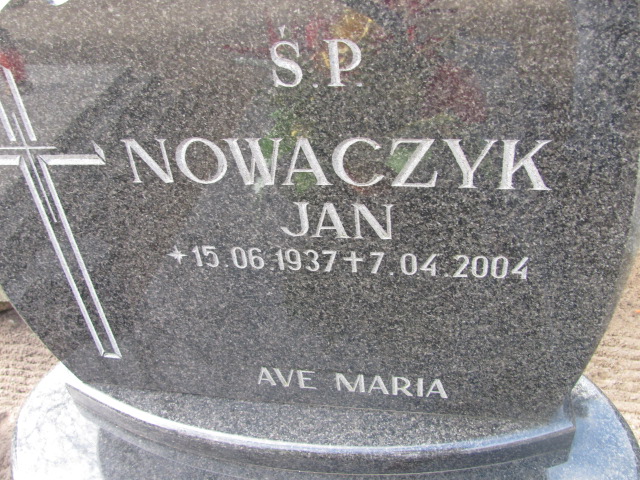 Ś.P.
NOWACZYK
JAN
*15.06.1937 †7.04.2004
AVE MARIA